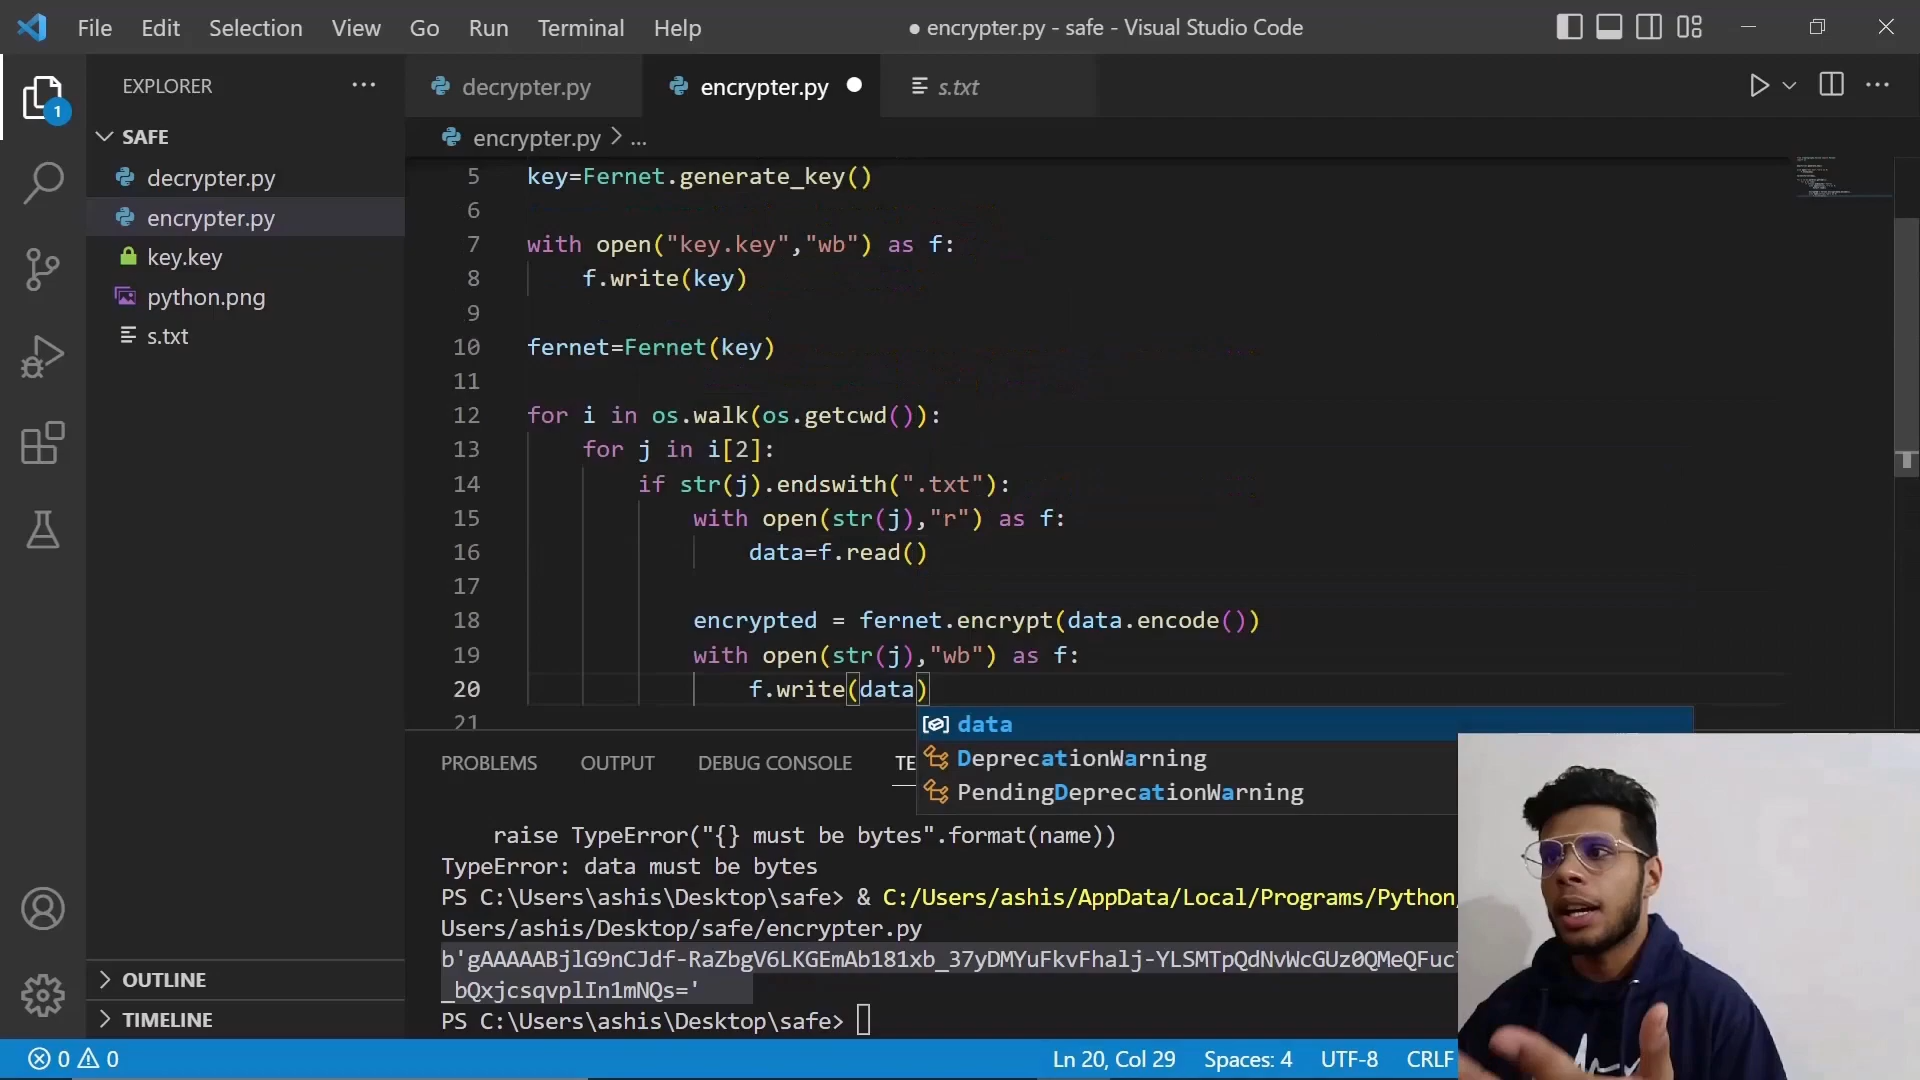 File Edit Selection View Go Run Terminal Help
● encrypter.py - safe - Visual Studio Code
EXPLORER
decrypter.py
encrypter.py
s.txt
1
SAFE
encrypter.py > ...
decrypter.py
encrypter.py
key.key
python.png
s.txt
5 key=Fernet.generate_key()
6
7 with open("key.key","wb") as f:
8 f.write(key)
9
10 fernet=Fernet(key)
11
12 for i in os.walk(os.getcwd()):
13 for j in i[2]:
14 if str(j).endswith(".txt"):
15 with open(str(j),"r") as f:
16 data=f.read()
17
18 encrypted = fernet.encrypt(data.encode())
19 with open(str(j),"wb") as f:
20 f.write(data)
21
data
DeprecationWarning
PendingDeprecationWarning
PROBLEMS OUTPUT DEBUG CONSOLE TE
raise TypeError("{} must be bytes".format(name))
TypeError: data must be bytes
PS C:\Users\ashis\Desktop\safe> & C:/Users/ashis/AppData/Local/Programs/Python/
Users/ashis/Desktop/safe/encrypter.py
b'gAAAAABjlG9nCJdf-RaZbgV6LKGEmAb181xb_37yDMYuFkvFhalj-YLSMTpQdNvWcGUz0QMeQFuc
_bQxjcsqvplIn1mNQs='
PS C:\Users\ashis\Desktop\safe>
OUTLINE
TIMELINE
0 0
Ln 20, Col 29 Spaces: 4 UTF-8 CRLF